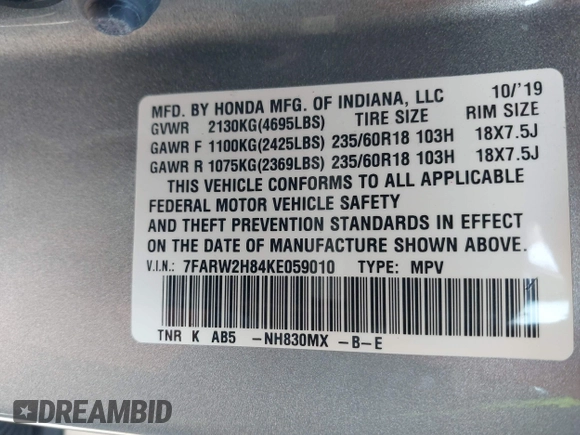 MFD. BY HONDA MFG. OF INDIANA, LLC 10/'19
GVWR 2130KG(4695LBS) TIRE SIZE RIM SIZE
GAWR F 1100KG(2425LBS) 235/60R18 103H 18X7.5J
GAWR R 1075KG(2369LBS) 235/60R18 103H 18X7.5J
THIS VEHICLE CONFORMS TO ALL APPLICABLE
FEDERAL MOTOR VEHICLE SAFETY
AND THEFT PREVENTION STANDARDS IN EFFECT
ON THE DATE OF MANUFACTURE SHOWN ABOVE.
V.I.N.: 7FARW2H84KE059010 TYPE: MPV
TNR K AB5 -NH830MX -B-E
DREAMBID